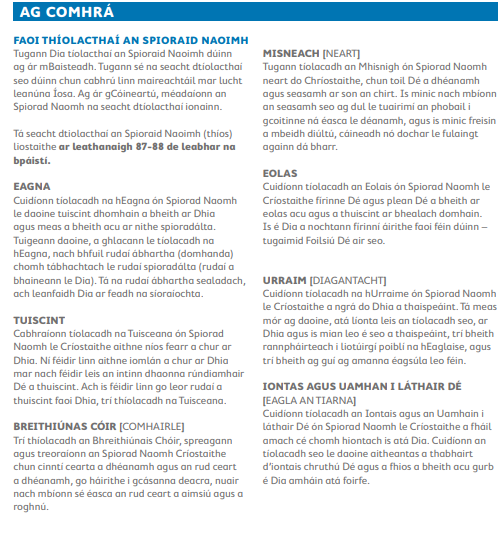 AG COMHRÁ
FAOI THÍOLACTHAÍ AN SPIORAID NAOIMH
Tugann Dia tíolacthaí an Spioraid Naoimh dúinn
ag ár mBaisteadh. Tugann sé na seacht dtíolacthaí
seo dúinn chun cabhrú linn maireachtáil mar lucht
leanúna Íosa. Ag ár gCóineartú, méadaíonn an
Spiorad Naomh na seacht dtíolacthaí ionainn.
Tá seacht dtíolacthaí an Spioraid Naoimh (thíos)
liostaithe ar leathanaigh 87-88 de leabhar na
bpáistí.
EAGNA
Cuidíonn tíolacadh na hEagna ón Spiorad Naomh
le daoine tuiscint dhomhain a bheith ar Dhia
agus meas a bheith acu ar nithe spioradálta.
Tuigeann daoine, a ghlacann le tíolacadh na
hEagna, nach bhfuil rudaí ábhartha (domhanda)
chomh tábhachtach le rudaí spioradálta (rudaí a
bhaineann le Dia). Tá na rudaí ábhartha sealadach,
ach leanfaidh Dia ar feadh na síoraíochta.
TUISCINT
Cabhraíonn tíolacadh na Tuisceana ón Spiorad
Naomh le Críostaithe aithne níos fearr a chur ar
Dhia. Ní féidir linn aithne iomlán a chur ar Dhia
mar nach féidir leis an intinn dhaonna rúndiamhair
Dé a thuiscint. Ach is féidir linn go leor rudaí a
thuiscint faoi Dhia, trí thíolacadh na Tuisceana.
BREITHIÚNAS CÓIR [COMHAIRLE]
Trí thíolacadh an Bhreithiúnais Chóir, spreagann
agus treoraíonn an Spiorad Naomh Críostaithe
chun cinntí cearta a dhéanamh agus an rud ceart
a dhéanamh, go háirithe i gcásanna deacra, nuair
nach mbíonn sé éasca an rud ceart a aimsiú agus a
roghnú.
MISNEACH [NEART]
Tugann tíolacadh an Mhisnigh ón Spiorad Naomh
neart do Chríostaithe, chun toil Dé a dhéanamh
agus seasamh ar son an chirt. Is minic nach mbíonn
an seasamh seo ag dul le tuairimí an phobail i
gcoitinne ná éasca le déanamh, agus is minic freisin
a mbeidh diúltú, cáineadh nó dochar le fulaingt
againn dá bharr.
EOLAS
Cuidíonn tíolacadh an Eolais ón Spiorad Naomh le
Críostaithe fírinne Dé agus plean Dé a bheith ar
eolas acu agus a thuiscint ar bhealach domhain.
Is é Dia a nochtann fírinní áirithe faoi féin dúinn –
tugaimid Foilsiú Dé air seo.
URRAIM [DIAGANTACHT]
Cuidíonn tíolacadh na hUrraime ón Spiorad Naomh
le Críostaithe a ngrá do Dhia a thaispeáint. Tá meas
mór ag daoine, atá líonta leis an tíolacadh seo, ar
Dhia agus is mian leo é seo a thaispeáint, trí bheith
rannpháirteach i liotúirgí poiblí na hEaglaise, agus
trí bheith ag guí ag amanna éagsúla leo féin.
IONTAS AGUS UAMHAN I LÁTHAIR DÉ
[EAGLA AN TIARNA]
Cuidíonn tíolacadh an Iontais agus an Uamhain i
láthair Dé ón Spiorad Naomh le Críostaithe a fháil
amach cé chomh hiontach is atá Dia. Cuidíonn an
tíolacadh seo le daoine aitheantas a thabhairt
d'iontais chruthú Dé agus a fhios a bheith acu gurb
é Dia amháin atá foirfe.